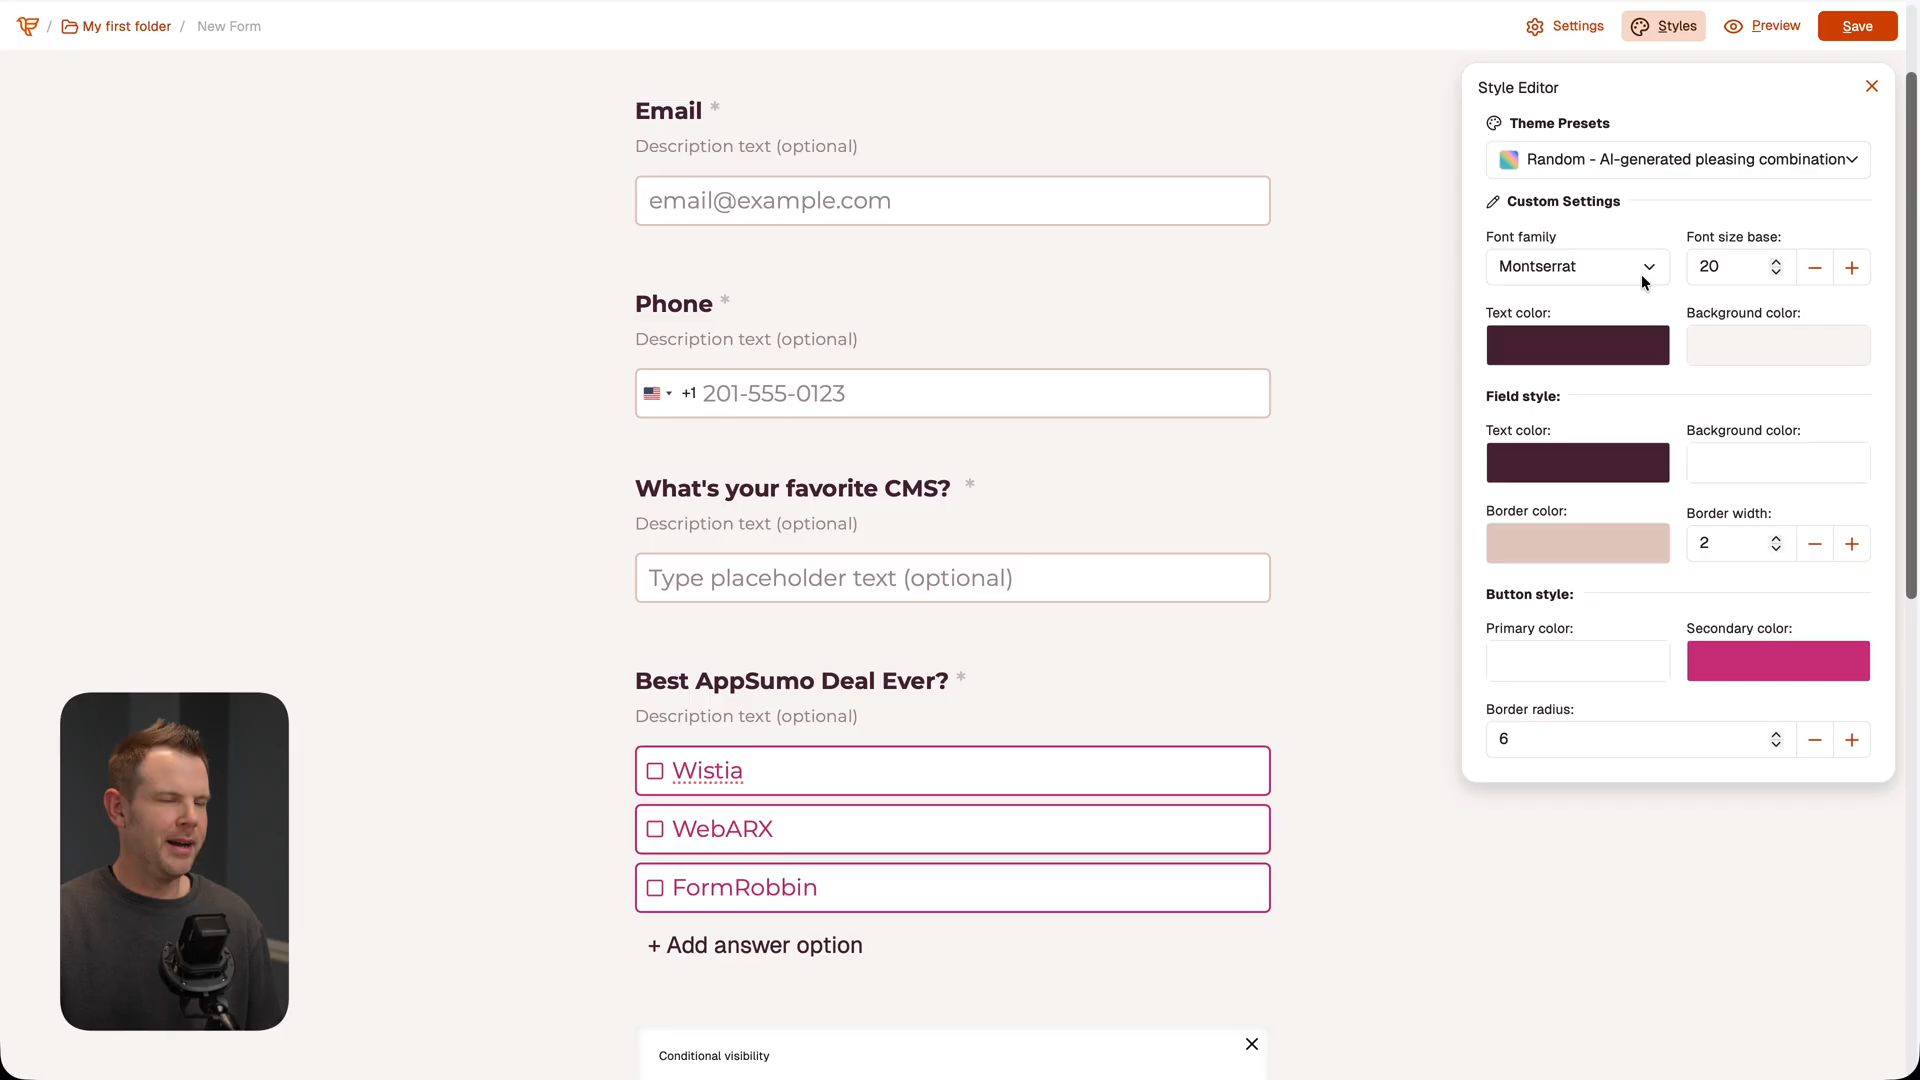 / My first folder / New Form
Settings
Styles
Preview
Save
Email *
Description text (optional)
email@example.com
Phone *
Description text (optional)
+1 201-555-0123
What's your favorite CMS? *
Description text (optional)
Type placeholder text (optional)
Best AppSumo Deal Ever? *
Description text (optional)
Wistia
WebARX
FormRobbin
+ Add answer option
Conditional visibility
Style Editor
Theme Presets
Random - AI-generated pleasing combination
Custom Settings
Font family
Font size base:
Montserrat
20
Text color:
Background color:
Field style:
Text color:
Background color:
Border color:
Border width:
2
Button style:
Primary color:
Secondary color:
Border radius:
6